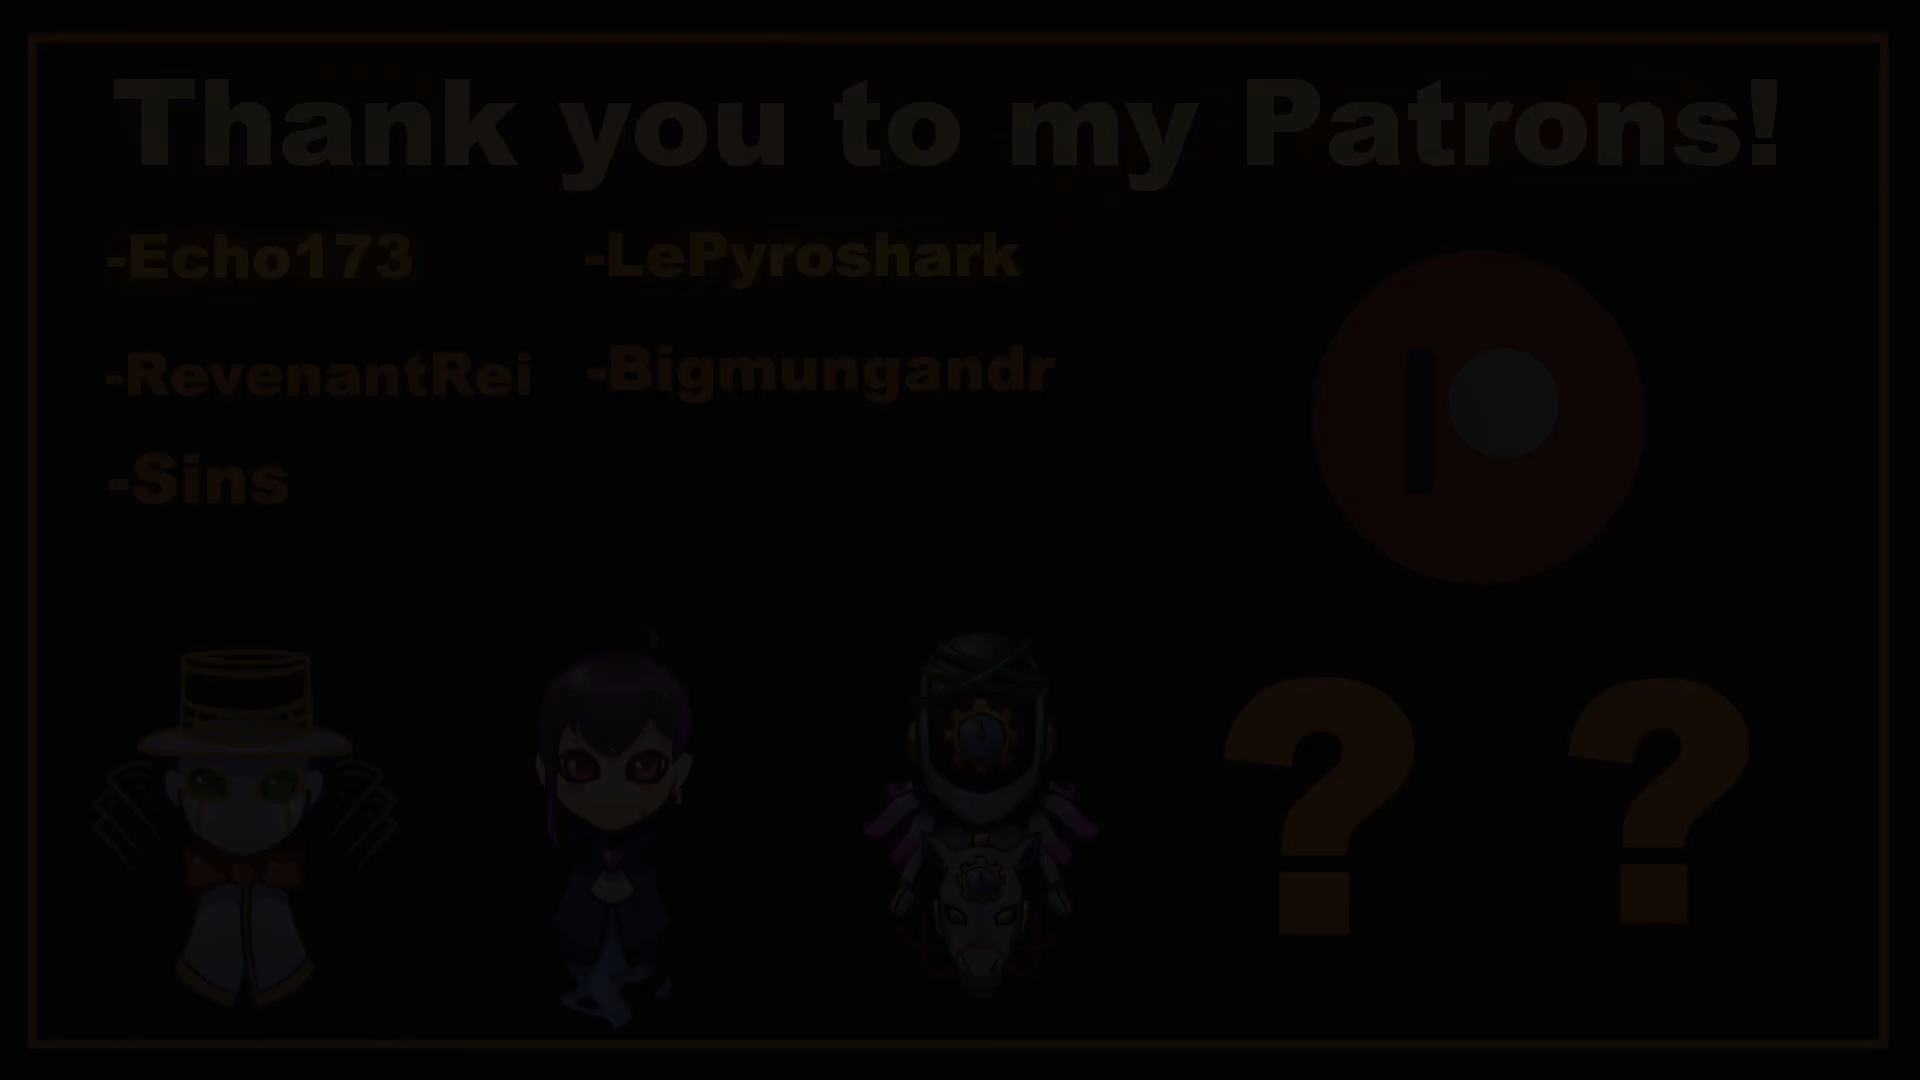 Thank you to my Patrons!
-Echo173
-LePyroshark
-RevenantRei
-Bigmungandr
-Sins
? ?